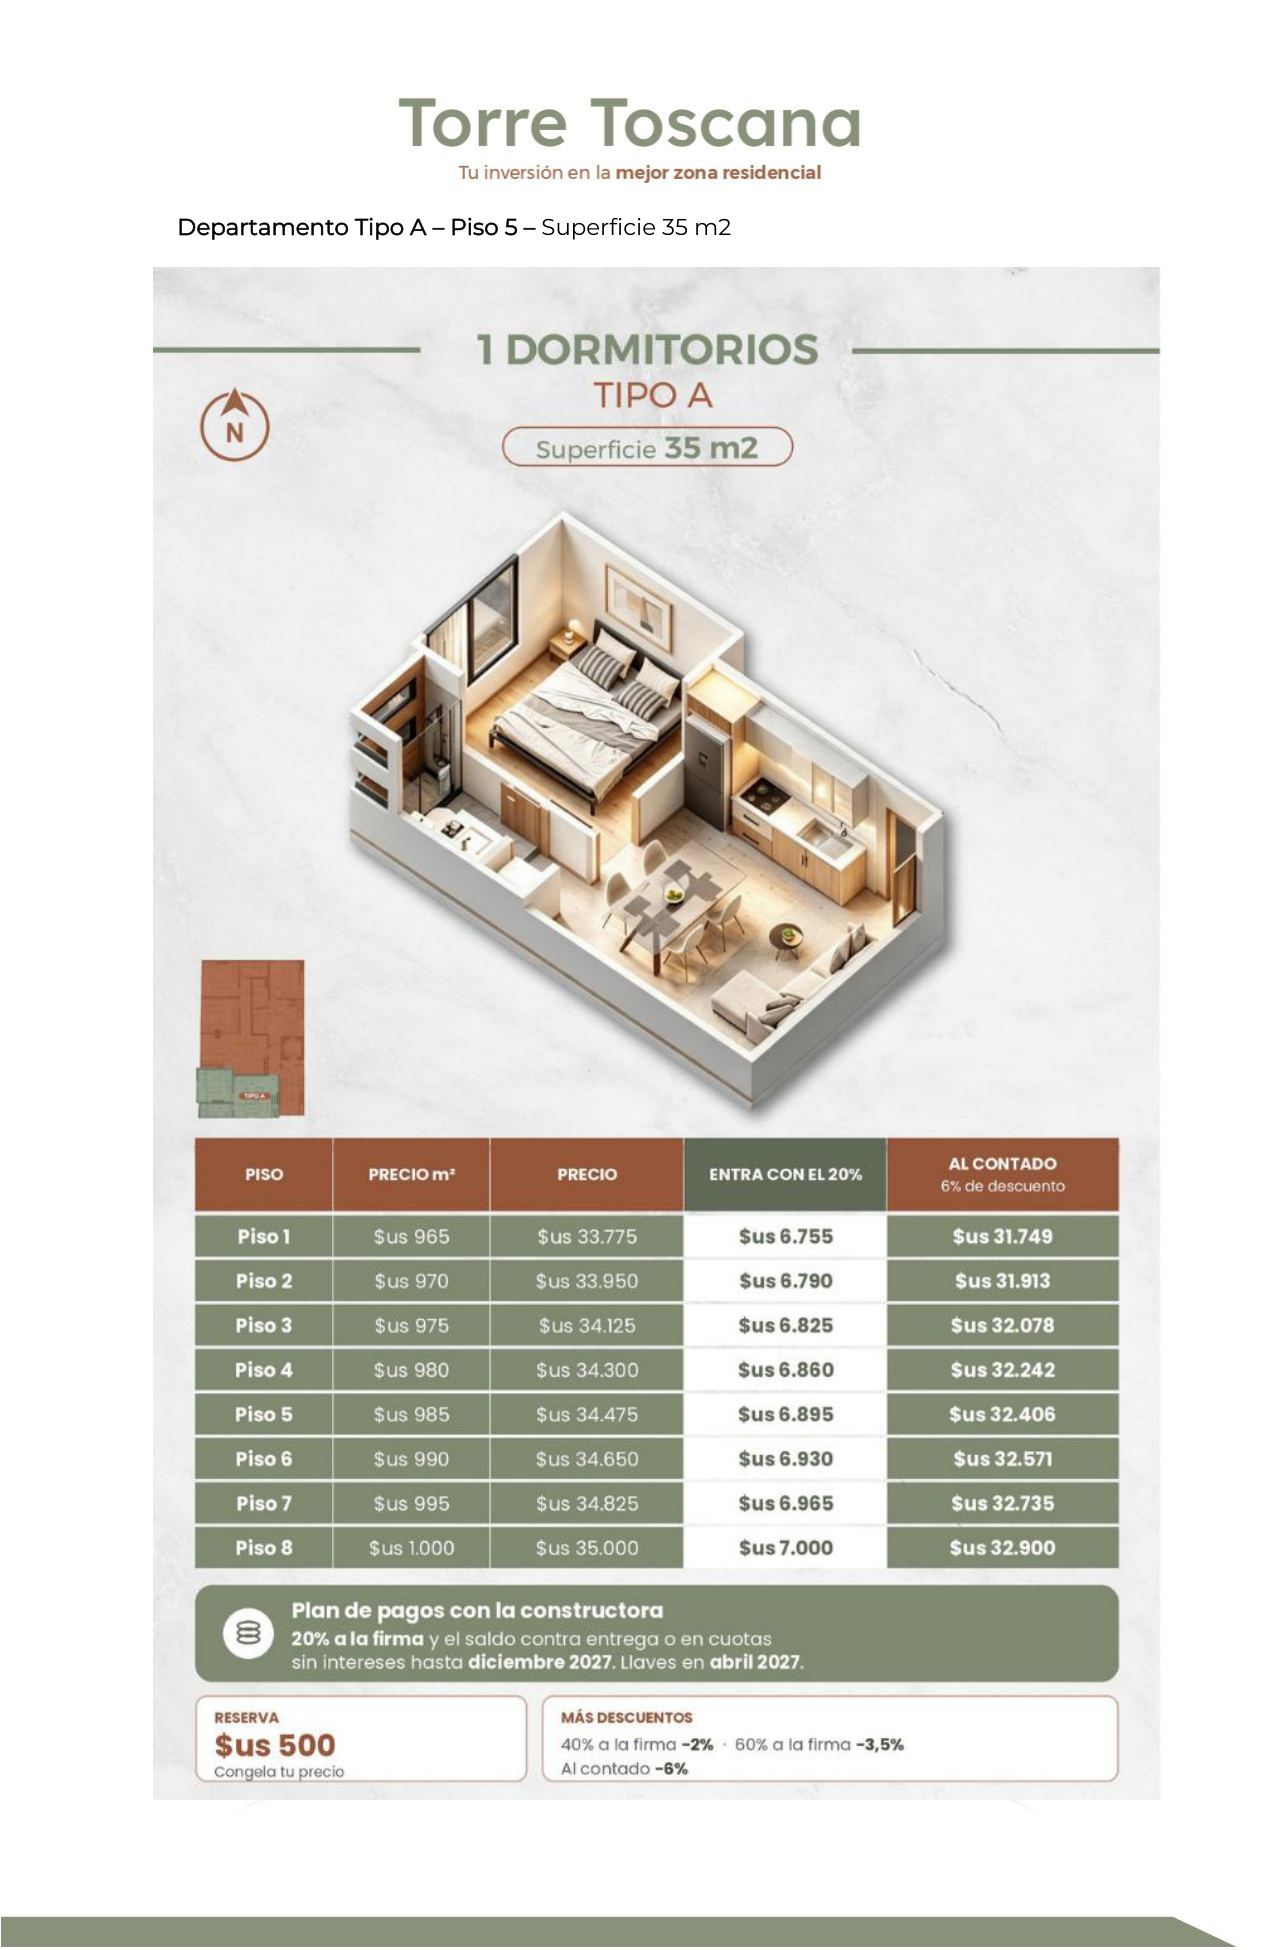 Torre Toscana
Tu inversión en la mejor zona residencial
Departamento Tipo A – Piso 5 – Superficie 35 m2
1 DORMITORIOS
TIPO A
N
Superficie 35 m2
TIPO A
PISO PRECIO m² PRECIO ENTRA CON EL 20% AL CONTADO
6% de descuento
Piso 1 $us 965 $us 33.775 $us 6.755 $us 31.749
Piso 2 $us 970 $us 33.950 $us 6.790 $us 31.913
Piso 3 $us 975 $us 34.125 $us 6.825 $us 32.078
Piso 4 $us 980 $us 34.300 $us 6.860 $us 32.242
Piso 5 $us 985 $us 34.475 $us 6.895 $us 32.406
Piso 6 $us 990 $us 34.650 $us 6.930 $us 32.571
Piso 7 $us 995 $us 34.825 $us 6.965 $us 32.735
Piso 8 $us 1.000 $us 35.000 $us 7.000 $us 32.900
Plan de pagos con la constructora
20% a la firma y el saldo contra entrega o en cuotas
sin intereses hasta diciembre 2027. Llaves en abril 2027.
RESERVA
$us 500
Congela tu precio
MÁS DESCUENTOS
40% a la firma -2% · 60% a la firma -3,5%
Al contado -6%